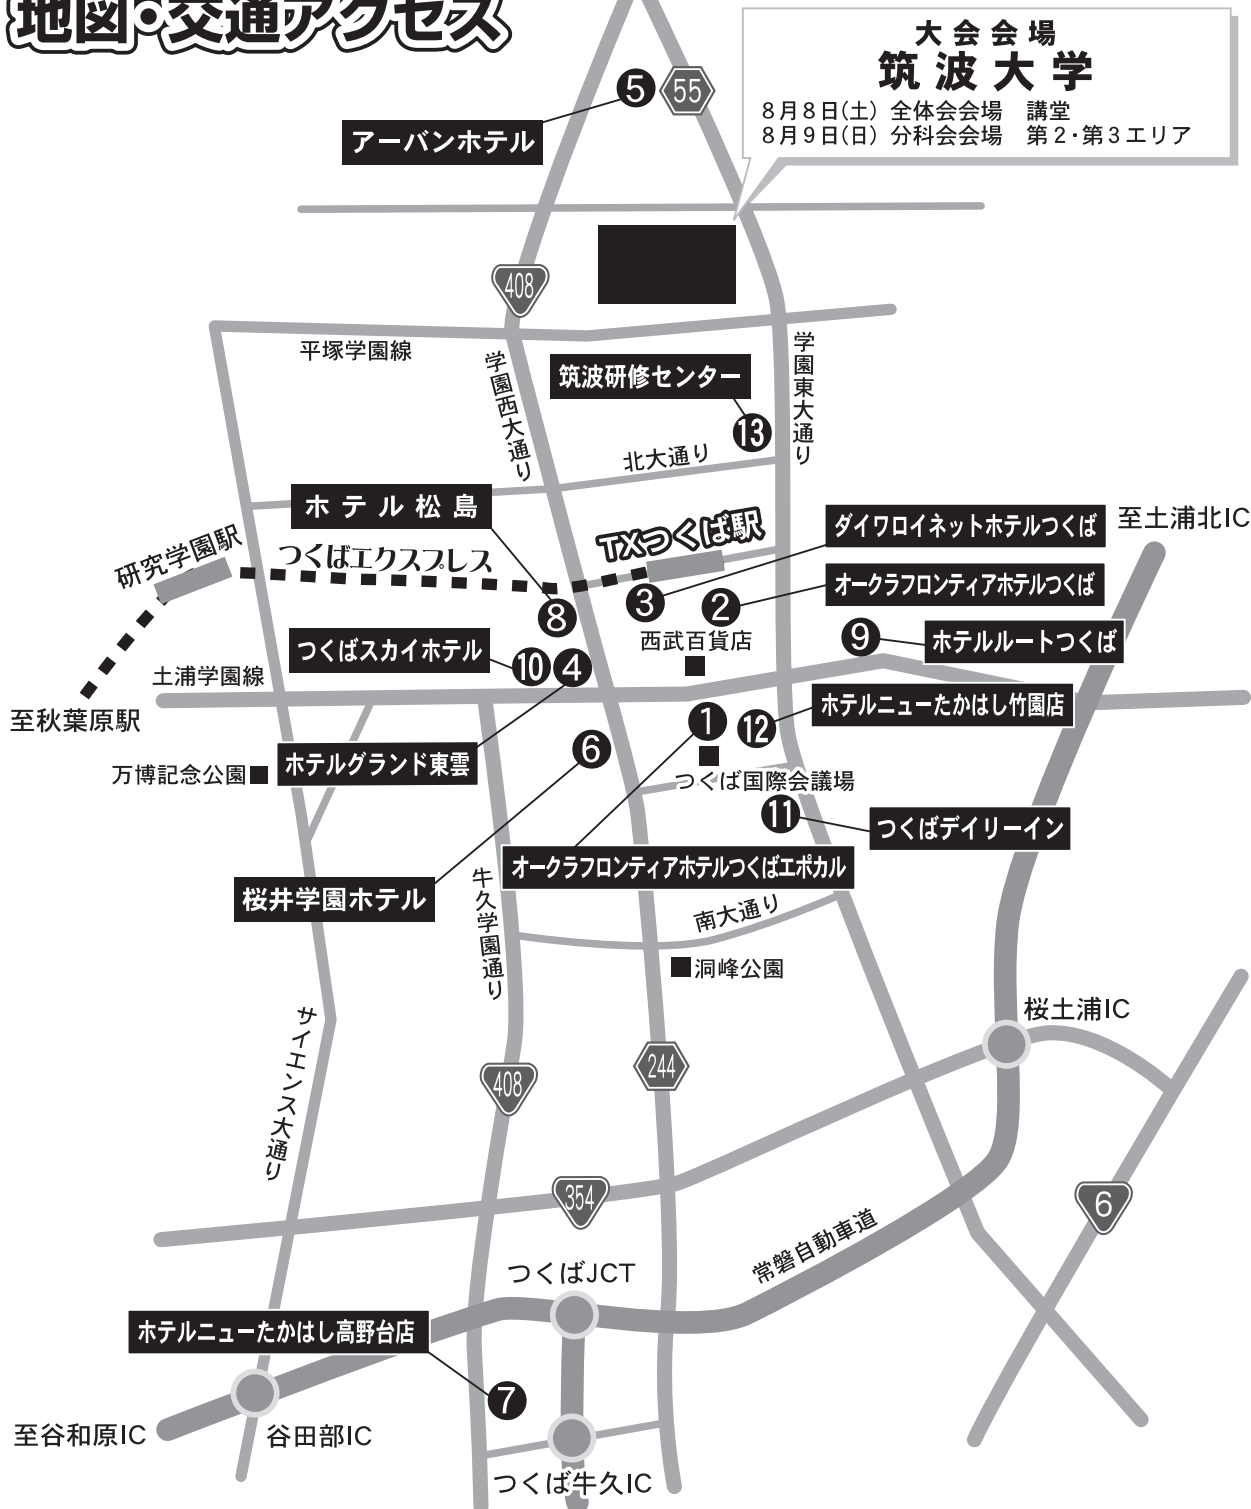 地図・交通アクセス
大会会場
筑波大学
8月8日(土) 全体会会場　講堂
8月9日(日) 分科会会場　第2・第3エリア
5
55
アーバンホテル
408
平塚学園線
学園西大通り
筑波研修センター
13
学園東大通り
北大通り
ホテル松島
TXつくば駅
ダイワロイネットホテルつくば
至土浦北IC
研究学園駅
つくばエクスプレス
オークラフロンティアホテルつくば
3
2
8
西武百貨店
9
ホテルルートつくば
つくばスカイホテル
10
4
土浦学園線
至秋葉原駅
ホテルニューたかはし竹園店
1
12
6
ホテルグランド東雲
万博記念公園
つくば国際会議場
11
つくばデイリーイン
オークラフロンティアホテルつくばエポカル
桜井学園ホテル
牛久学園通り
南大通り
洞峰公園
桜土浦IC
サイエンス大通り
408
244
354
6
常磐自動車道
つくばJCT
ホテルニューたかはし高野台店
7
至谷和原IC
谷田部IC
つくば牛久IC